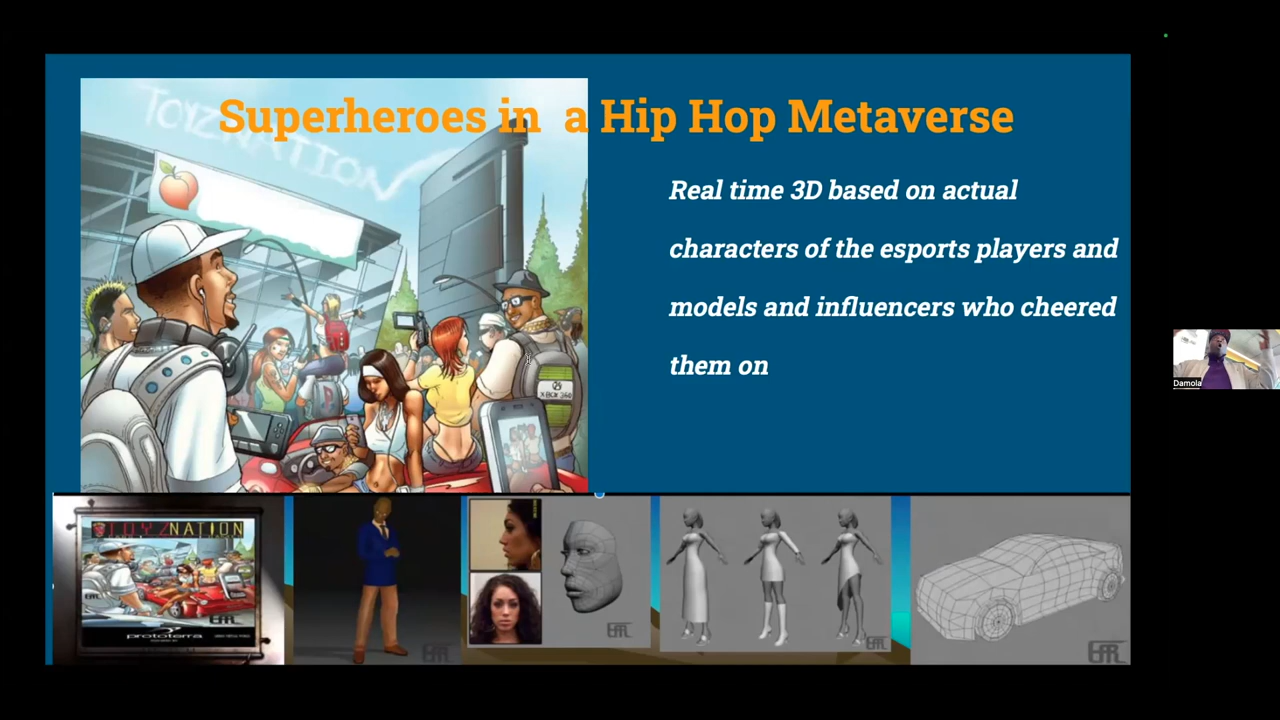 TOYZNATION
Superheroes in a Hip Hop Metaverse
Real time 3D based on actual
characters of the esports players and
models and influencers who cheered
them on
XBOX 360
Damola
TOYZNATION
prototerra